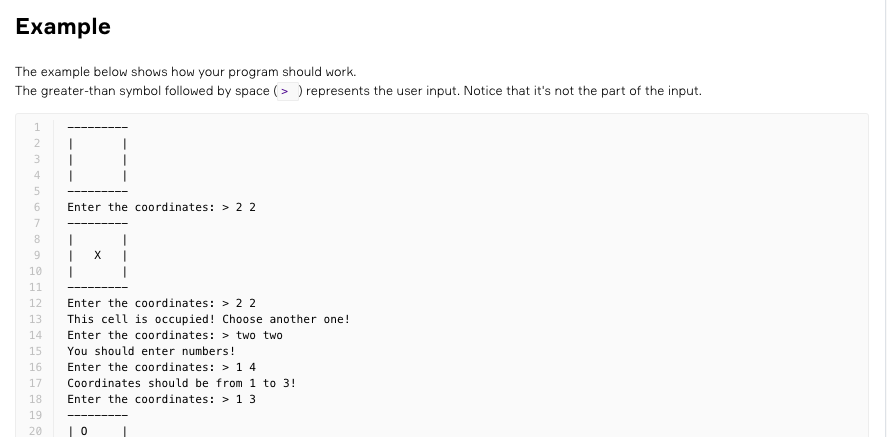 Example
The example below shows how your program should work.
The greater-than symbol followed by space ( > ) represents the user input. Notice that it's not the part of the input.
1 ---------
2 |       |
3 |       |
4 |       |
5 ---------
6 Enter the coordinates: > 2 2
7 ---------
8 |       |
9 |   X   |
10 |       |
11 ---------
12 Enter the coordinates: > 2 2
13 This cell is occupied! Choose another one!
14 Enter the coordinates: > two two
15 You should enter numbers!
16 Enter the coordinates: > 1 4
17 Coordinates should be from 1 to 3!
18 Enter the coordinates: > 1 3
19 ---------
20 | O     |